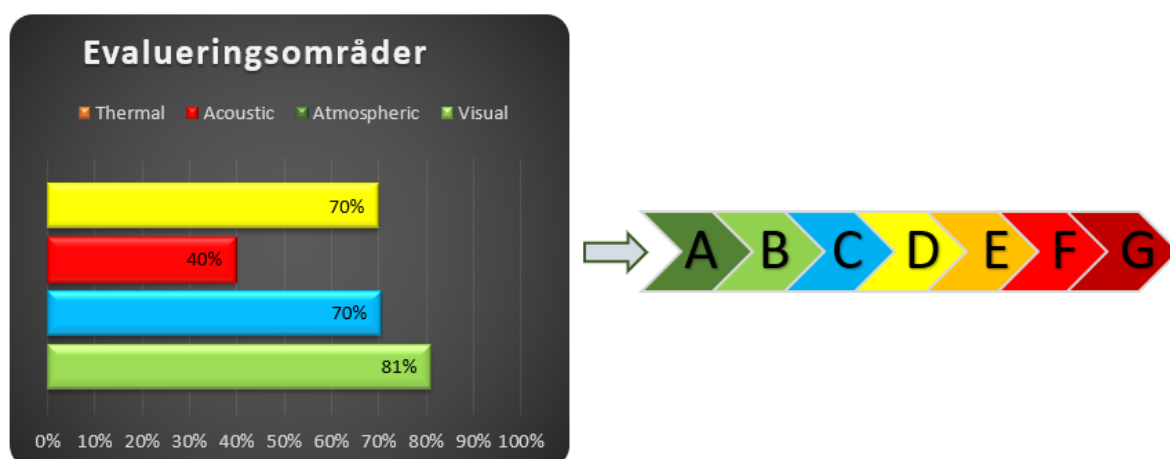 Evalueringsområder
Thermal Acoustic Atmospheric Visual
70%
40%
70%
81%
0% 10% 20% 30% 40% 50% 60% 70% 80% 90% 100%
A B C D E F G